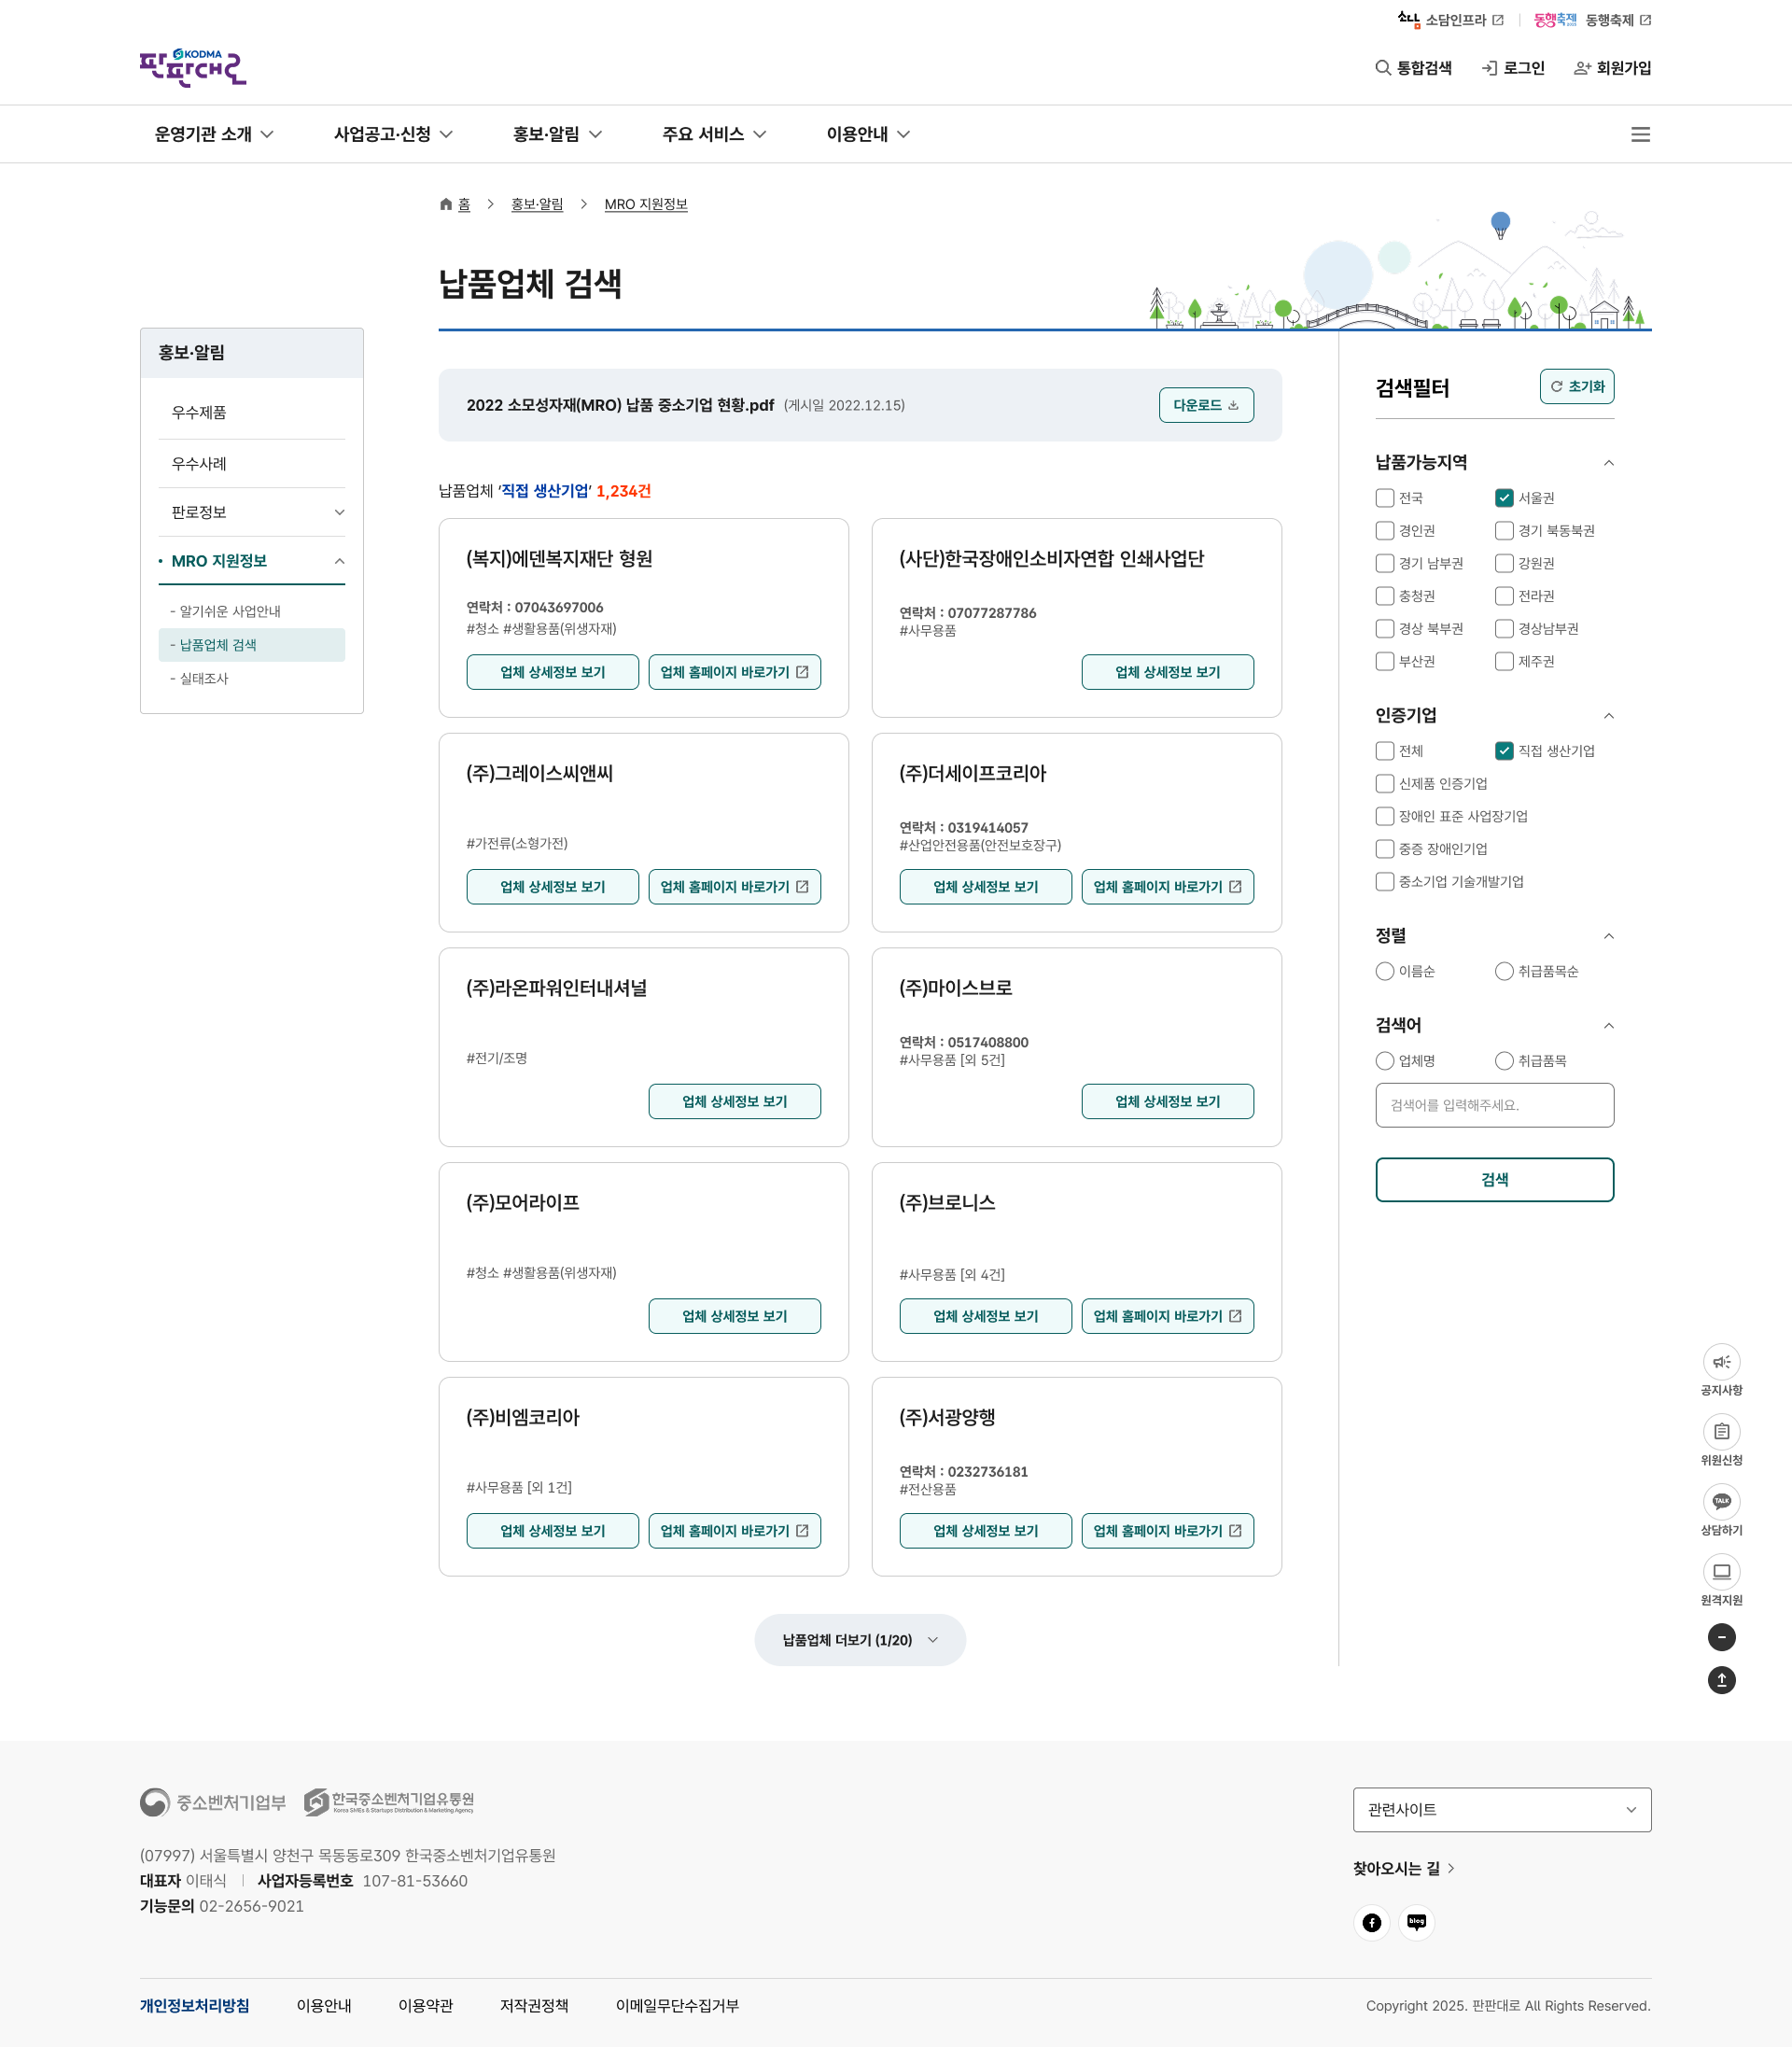 소담 소담인프라
동행축제 2025 동행축제
KODMA
판판대로
통합검색
로그인
회원가입
운영기관 소개
사업공고·신청
홍보·알림
주요 서비스
이용안내
홈 > 홍보·알림 > MRO 지원정보
납품업체 검색
홍보·알림
우수제품
우수사례
판로정보
MRO 지원정보
- 알기쉬운 사업안내
- 납품업체 검색
- 실태조사
2022 소모성자재(MRO) 납품 중소기업 현황.pdf (게시일 2022.12.15)
다운로드
납품업체 ‘직접 생산기업’ 1,234건
(복지)에덴복지재단 형원
연락처 : 07043697006
#청소 #생활용품(위생자재)
업체 상세정보 보기
업체 홈페이지 바로가기
(사단)한국장애인소비자연합 인쇄사업단
연락처 : 07077287786
#사무용품
업체 상세정보 보기
(주)그레이스씨앤씨
#가전류(소형가전)
업체 상세정보 보기
업체 홈페이지 바로가기
(주)더세이프코리아
연락처 : 0319414057
#산업안전용품(안전보호장구)
업체 상세정보 보기
업체 홈페이지 바로가기
(주)라온파워인터내셔널
#전기/조명
업체 상세정보 보기
(주)마이스브로
연락처 : 0517408800
#사무용품 [외 5건]
업체 상세정보 보기
(주)모어라이프
#청소 #생활용품(위생자재)
업체 상세정보 보기
(주)브로니스
#사무용품 [외 4건]
업체 상세정보 보기
업체 홈페이지 바로가기
(주)비엠코리아
#사무용품 [외 1건]
업체 상세정보 보기
업체 홈페이지 바로가기
(주)서광양행
연락처 : 0232736181
#전산용품
업체 상세정보 보기
업체 홈페이지 바로가기
납품업체 더보기 (1/20)
검색필터
초기화
납품가능지역
전국
서울권
경인권
경기 북동북권
경기 남부권
강원권
충청권
전라권
경상 북부권
경상남부권
부산권
제주권
인증기업
전체
직접 생산기업
신제품 인증기업
장애인 표준 사업장기업
중증 장애인기업
중소기업 기술개발기업
정렬
이름순
취급품목순
검색어
업체명
취급품목
검색어를 입력해주세요.
검색
공지사항
위원신청
TALK
상담하기
원격지원
중소벤처기업부
한국중소벤처기업유통원
Korea SMEs & Startups Distribution & Marketing Agency
(07997) 서울특별시 양천구 목동동로309 한국중소벤처기업유통원
대표자 이태식 | 사업자등록번호 107-81-53660
기능문의 02-2656-9021
관련사이트
찾아오시는 길
blog
개인정보처리방침
이용안내
이용약관
저작권정책
이메일무단수집거부
Copyright 2025. 판판대로 All Rights Reserved.